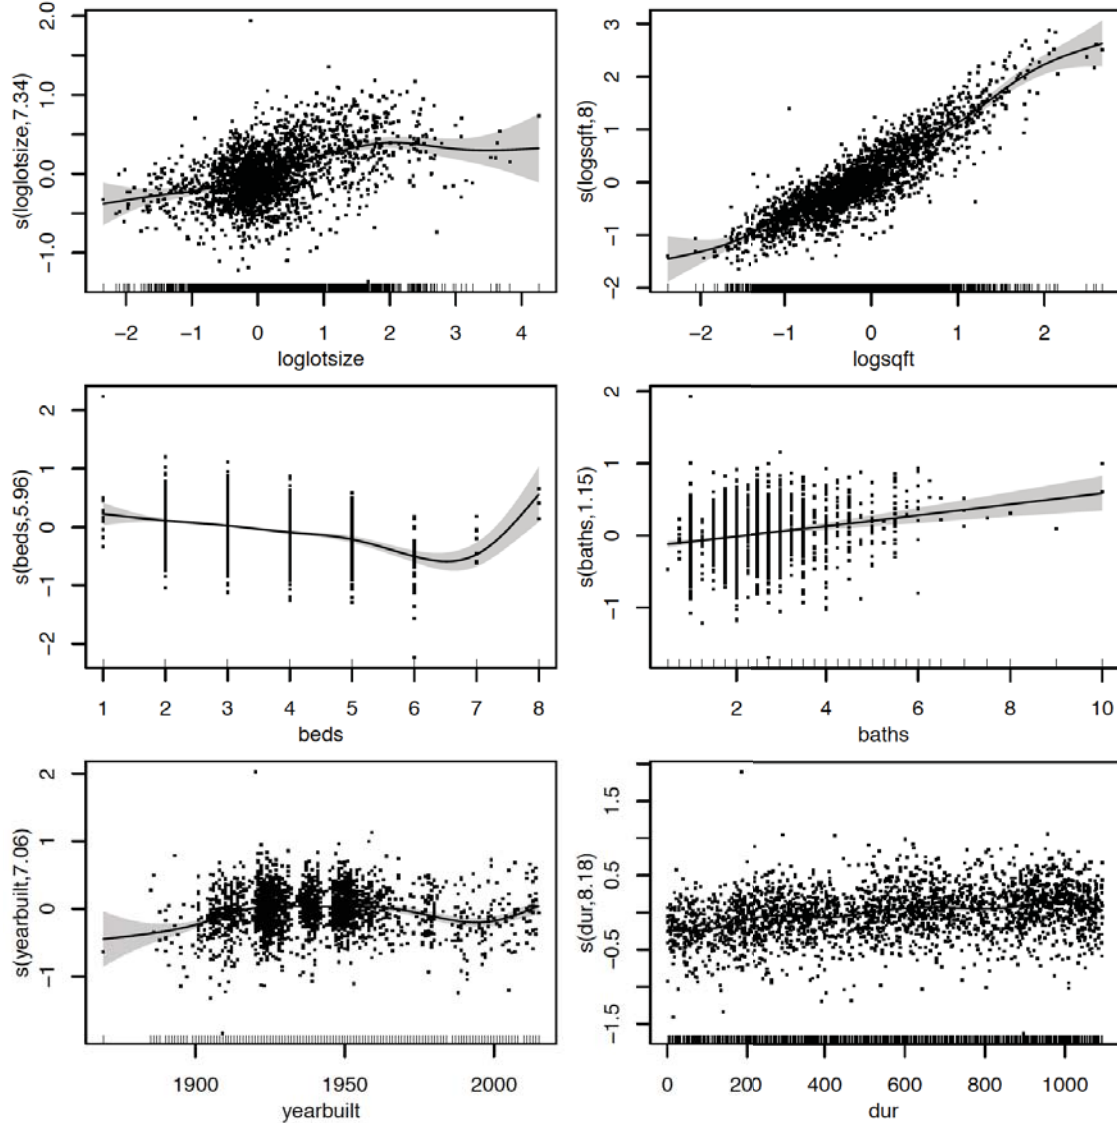 s(loglotsize,7.34)
2.0
1.0
0.0
−1.0
−2 −1 0 1 2 3 4
loglotsize
s(logsqft,8)
3
2
1
0
−1
−2
−2 −1 0 1 2
logsqft
s(beds,5.96)
2
1
0
−1
−2
1 2 3 4 5 6 7 8
beds
s(baths,1.15)
2
1
0
−1
2 4 6 8 10
baths
s(yearbuilt,7.06)
2
1
0
−1
1900 1950 2000
yearbuilt
s(dur,8.18)
1.5
0.5
−0.5
−1.5
0 200 400 600 800 1000
dur